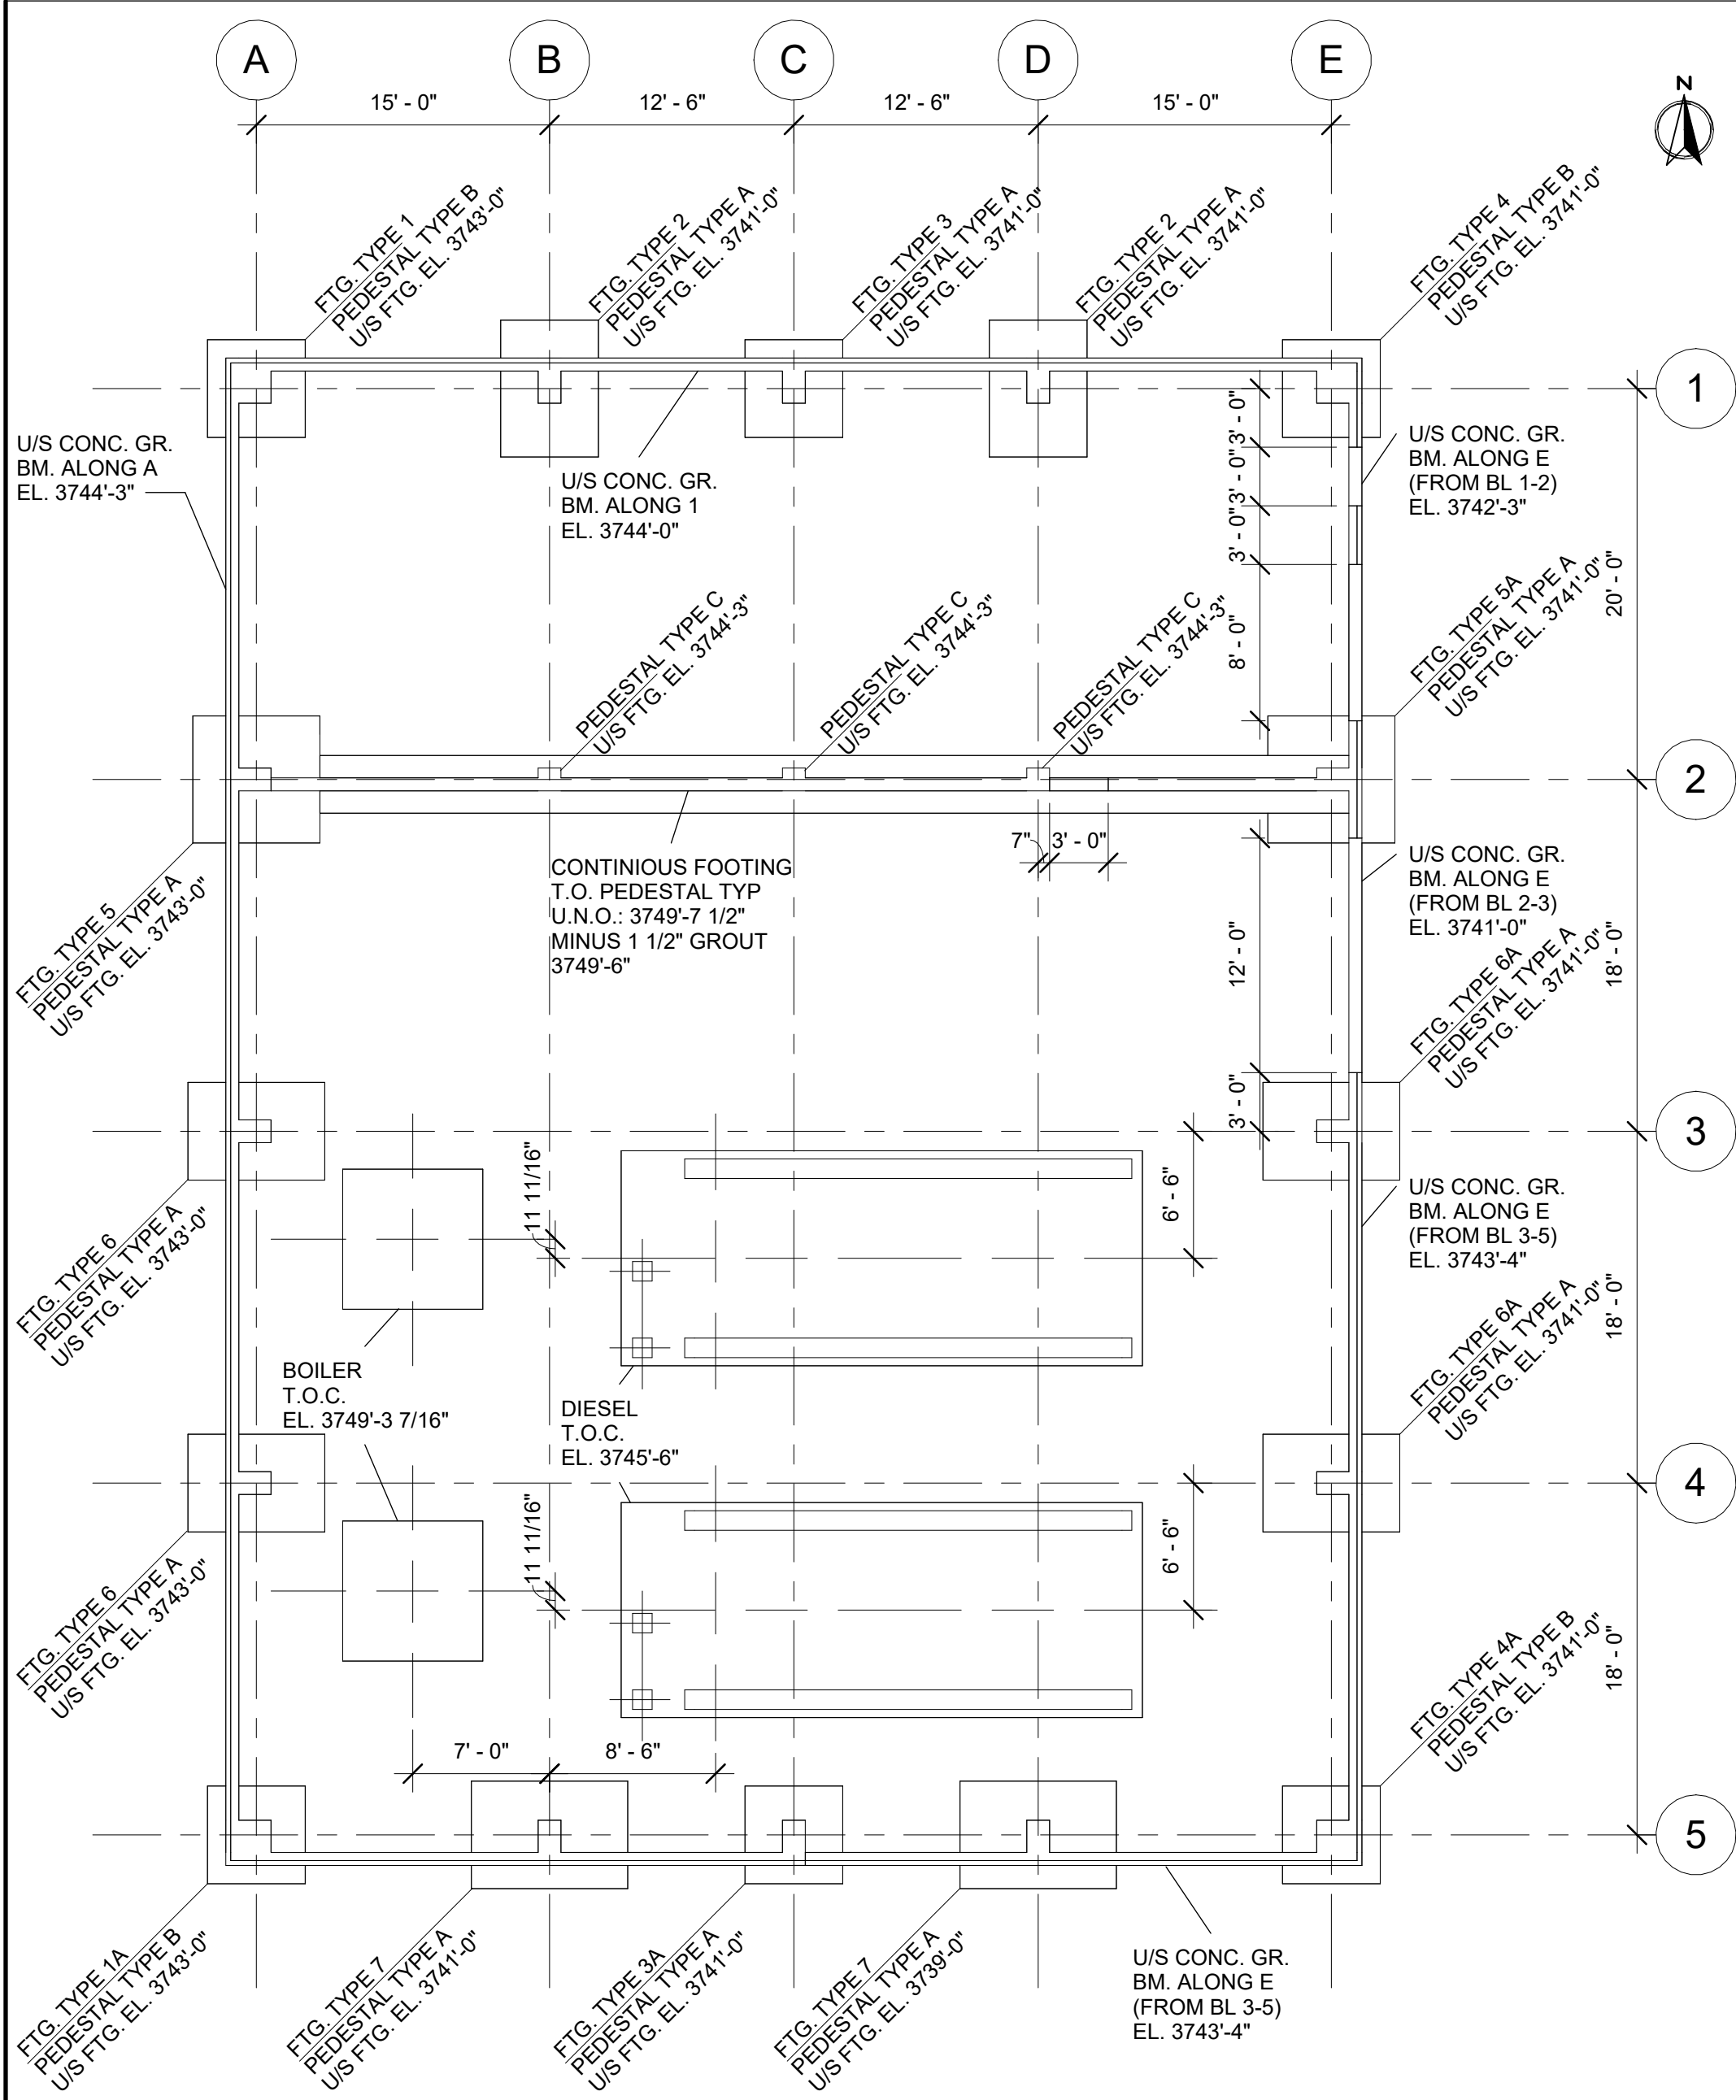 A
B
C
D
E
N
15' - 0"
12' - 6"
12' - 6"
15' - 0"
FTG. TYPE 1
PEDESTAL TYPE B
U/S FTG. EL. 3743'-0"
FTG. TYPE 2
PEDESTAL TYPE A
U/S FTG. EL. 3741'-0"
FTG. TYPE 3
PEDESTAL TYPE A
U/S FTG. EL. 3741'-0"
FTG. TYPE 2
PEDESTAL TYPE A
U/S FTG. EL. 3741'-0"
FTG. TYPE 4
PEDESTAL TYPE B
U/S FTG. EL. 3741'-0"
1
U/S CONC. GR.
BM. ALONG A
EL. 3744'-3"
U/S CONC. GR.
BM. ALONG 1
EL. 3744'-0"
3' - 0"
3' - 0"
3' - 0"
8' - 0"
U/S CONC. GR.
BM. ALONG E
(FROM BL 1-2)
EL. 3742'-3"
20' - 0"
PEDESTAL TYPE C
U/S FTG. EL. 3744'-3"
PEDESTAL TYPE C
U/S FTG. EL. 3744'-3"
PEDESTAL TYPE C
U/S FTG. EL. 3744'-3"
FTG. TYPE 5A
PEDESTAL TYPE A
U/S FTG. EL. 3741'-0"
2
7"
3' - 0"
CONTINIOUS FOOTING
T.O. PEDESTAL TYP
U.N.O.: 3749'-7 1/2"
MINUS 1 1/2" GROUT
3749'-6"
FTG. TYPE 5
PEDESTAL TYPE A
U/S FTG. EL. 3743'-0"
12' - 0"
3' - 0"
U/S CONC. GR.
BM. ALONG E
(FROM BL 2-3)
EL. 3741'-0"
18' - 0"
FTG. TYPE 6A
PEDESTAL TYPE A
U/S FTG. EL. 3741'-0"
3
11 11/16"
6' - 6"
U/S CONC. GR.
BM. ALONG E
(FROM BL 3-5)
EL. 3743'-4"
FTG. TYPE 6
PEDESTAL TYPE A
U/S FTG. EL. 3743'-0"
18' - 0"
BOILER
T.O.C.
EL. 3749'-3 7/16"
DIESEL
T.O.C.
EL. 3745'-6"
FTG. TYPE 6A
PEDESTAL TYPE A
U/S FTG. EL. 3741'-0"
4
11 11/16"
6' - 6"
FTG. TYPE 6
PEDESTAL TYPE A
U/S FTG. EL. 3743'-0"
18' - 0"
FTG. TYPE 4A
PEDESTAL TYPE B
U/S FTG. EL. 3741'-0"
7' - 0"
8' - 6"
5
FTG. TYPE 1A
PEDESTAL TYPE B
U/S FTG. EL. 3743'-0"
FTG. TYPE 7
PEDESTAL TYPE A
U/S FTG. EL. 3741'-0"
FTG. TYPE 3A
PEDESTAL TYPE A
U/S FTG. EL. 3741'-0"
FTG. TYPE 7
PEDESTAL TYPE A
U/S FTG. EL. 3739'-0"
U/S CONC. GR.
BM. ALONG E
(FROM BL 3-5)
EL. 3743'-4"